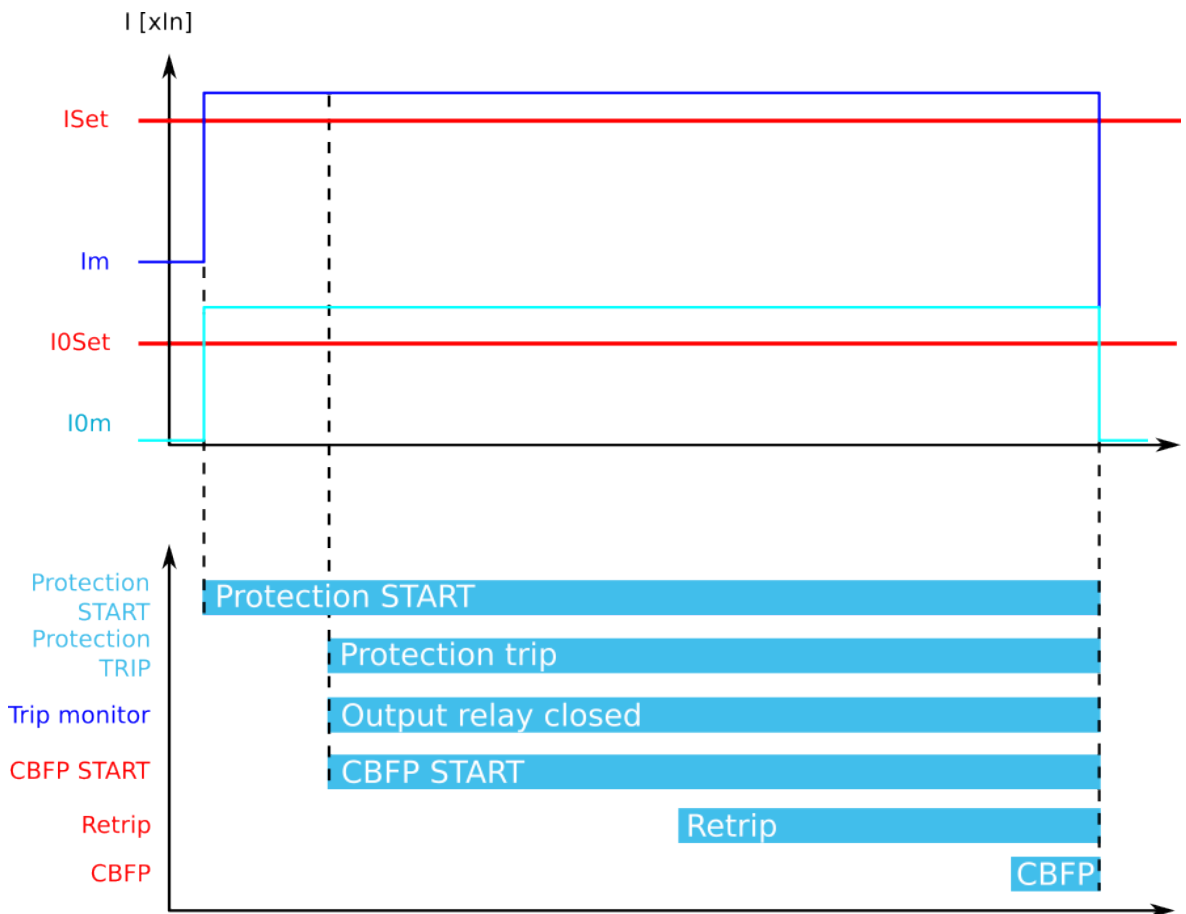 I [xIn]
ISet
Im
I0Set
I0m
Protection
START
Protection START
Protection
TRIP
Protection trip
Trip monitor
Output relay closed
CBFP START
CBFP START
Retrip
Retrip
CBFP
CBFP